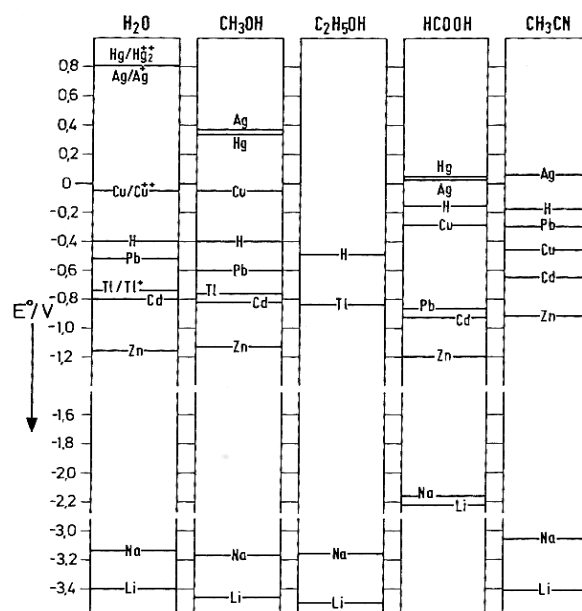 H₂O CH₃OH C₂H₅OH HCOOH CH₃CN
0,8 Hg/Hg₂⁺⁺
Ag/Ag⁺
0,6
0,4 Ag
Hg
0,2
0 Hg
Ag
Ag
Cu/Cu⁺⁺ Cu H H
-0,2 Cu Pb
-0,4 H H Cu
Pb Pb H
-0,6 Cd
Tl/Tl⁺ Tl
-0,8 Cd Cd Tl Pb
E°/V Cd Zn
-1,0
Zn Zn Zn
-1,2
-1,6
-1,8
-2,0
-2,2 Na
Li
-3,0 Na
Na Na Na
-3,2
-3,4 Li Li Li Li